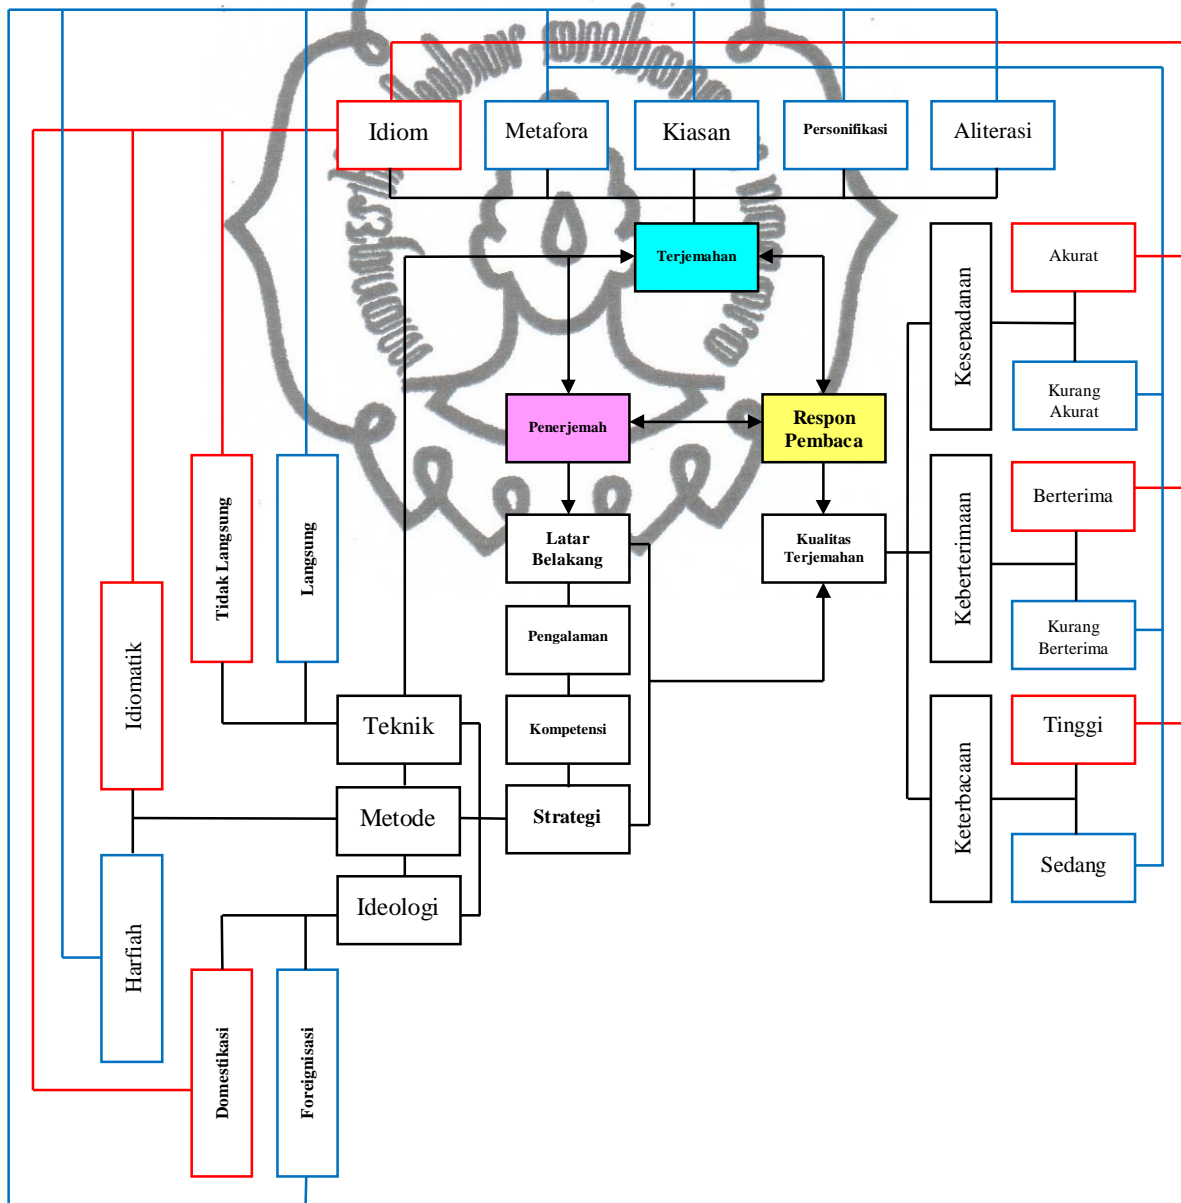 Idiom
Metafora
Kiasan
Personifikasi
Aliterasi
Terjemahan
Kesepadanan
Akurat
Kurang
Akurat
Penerjemah
Respon
Pembaca
Tidak Langsung
Langsung
Latar
Belakang
Kualitas
Terjemahan
Keberterimaan
Berterima
Kurang
Berterima
Idiomatik
Pengalaman
Teknik
Kompetensi
Keterbacaan
Tinggi
Metode
Strategi
Sedang
Harfiah
Ideologi
Domestikasi
Foreignisasi